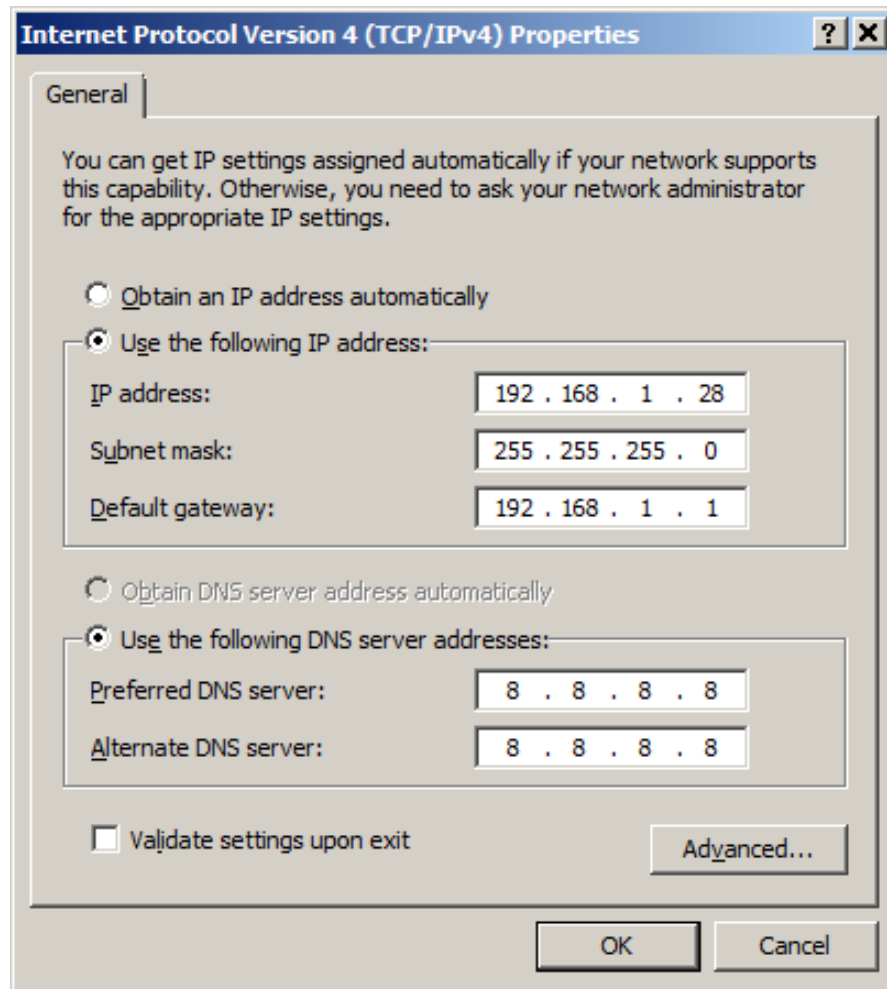 Internet Protocol Version 4 (TCP/IPv4) Properties
General
You can get IP settings assigned automatically if your network supports
this capability. Otherwise, you need to ask your network administrator
for the appropriate IP settings.
Obtain an IP address automatically
Use the following IP address:
IP address: 192 . 168 . 1 . 28
Subnet mask: 255 . 255 . 255 . 0
Default gateway: 192 . 168 . 1 . 1
Obtain DNS server address automatically
Use the following DNS server addresses:
Preferred DNS server: 8 . 8 . 8 . 8
Alternate DNS server: 8 . 8 . 8 . 8
Validate settings upon exit
Advanced...
OK Cancel